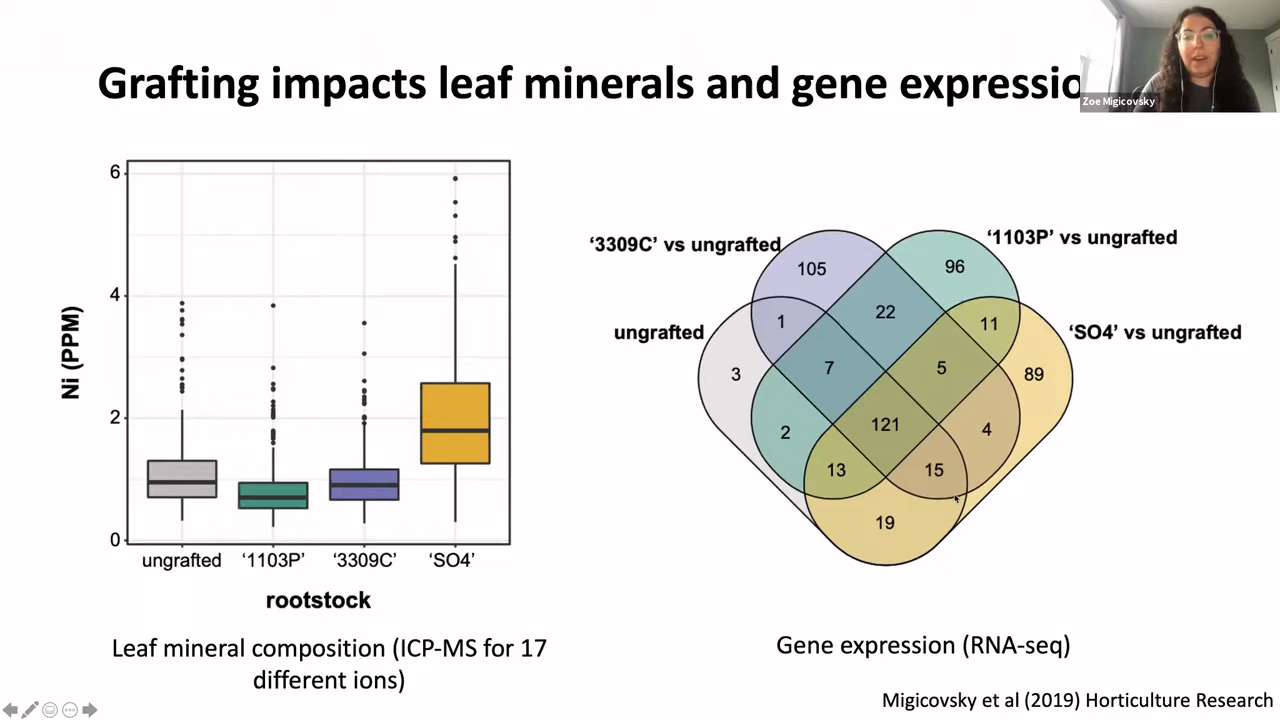 Grafting impacts leaf minerals and gene expressio
Zoe Migicovsky
6
4
2
0
Ni (PPM)
ungrafted
‘1103P’
‘3309C’
‘SO4’
rootstock
Leaf mineral composition (ICP-MS for 17
different ions)
‘3309C’ vs ungrafted
‘1103P’ vs ungrafted
ungrafted
‘SO4’ vs ungrafted
105
96
1
22
11
3
7
5
89
2
121
4
13
15
19
Gene expression (RNA-seq)
Migicovsky et al (2019) Horticulture Research